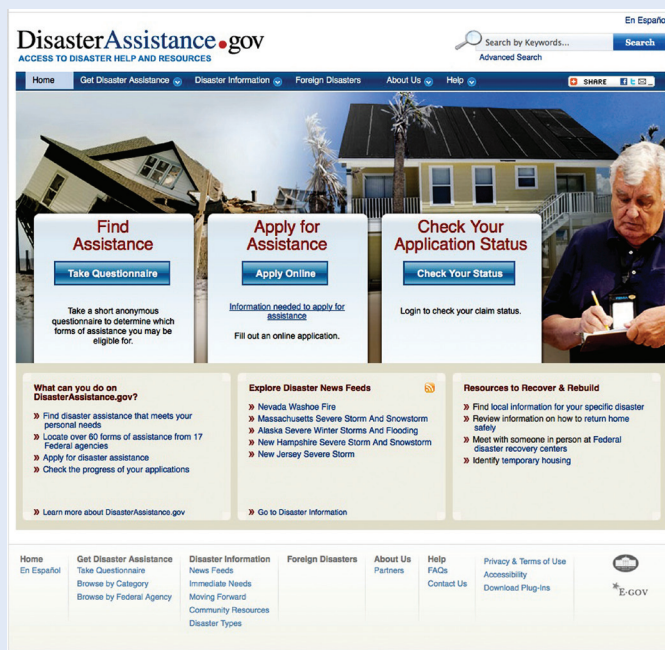 En Español
DisasterAssistance.gov
ACCESS TO DISASTER HELP AND RESOURCES
Search by Keywords...
Search
Advanced Search
Home
Get Disaster Assistance
Disaster Information
Foreign Disasters
About Us
Help
SHARE
Find
Assistance
Take Questionnaire
Take a short anonymous
questionnaire to determine which
forms of assistance you may be
eligible for.
Apply for
Assistance
Apply Online
Information needed to apply for
assistance
Fill out an online application.
Check Your
Application Status
Check Your Status
Login to check your claim status.
What can you do on
DisasterAssistance.gov?
» Find disaster assistance that meets your
personal needs
» Locate over 60 forms of assistance from 17
Federal agencies
» Apply for disaster assistance
» Check the progress of your applications
» Learn more about DisasterAssistance.gov
Explore Disaster News Feeds
» Nevada Washoe Fire
» Massachusetts Severe Storm And Snowstorm
» Alaska Severe Winter Storms And Flooding
» New Hampshire Severe Storm And Snowstorm
» New Jersey Severe Storm
» Go to Disaster Information
Resources to Recover & Rebuild
» Find local information for your specific disaster
» Review information on how to return home
safely
» Meet with someone in person at Federal
disaster recovery centers
» Identify temporary housing
Home
En Español
Get Disaster Assistance
Take Questionnaire
Browse by Category
Browse by Federal Agency
Disaster Information
News Feeds
Immediate Needs
Moving Forward
Community Resources
Disaster Types
Foreign Disasters
About Us
Partners
Help
FAQs
Contact Us
Privacy & Terms of Use
Accessibility
Download Plug-Ins
E-GOV